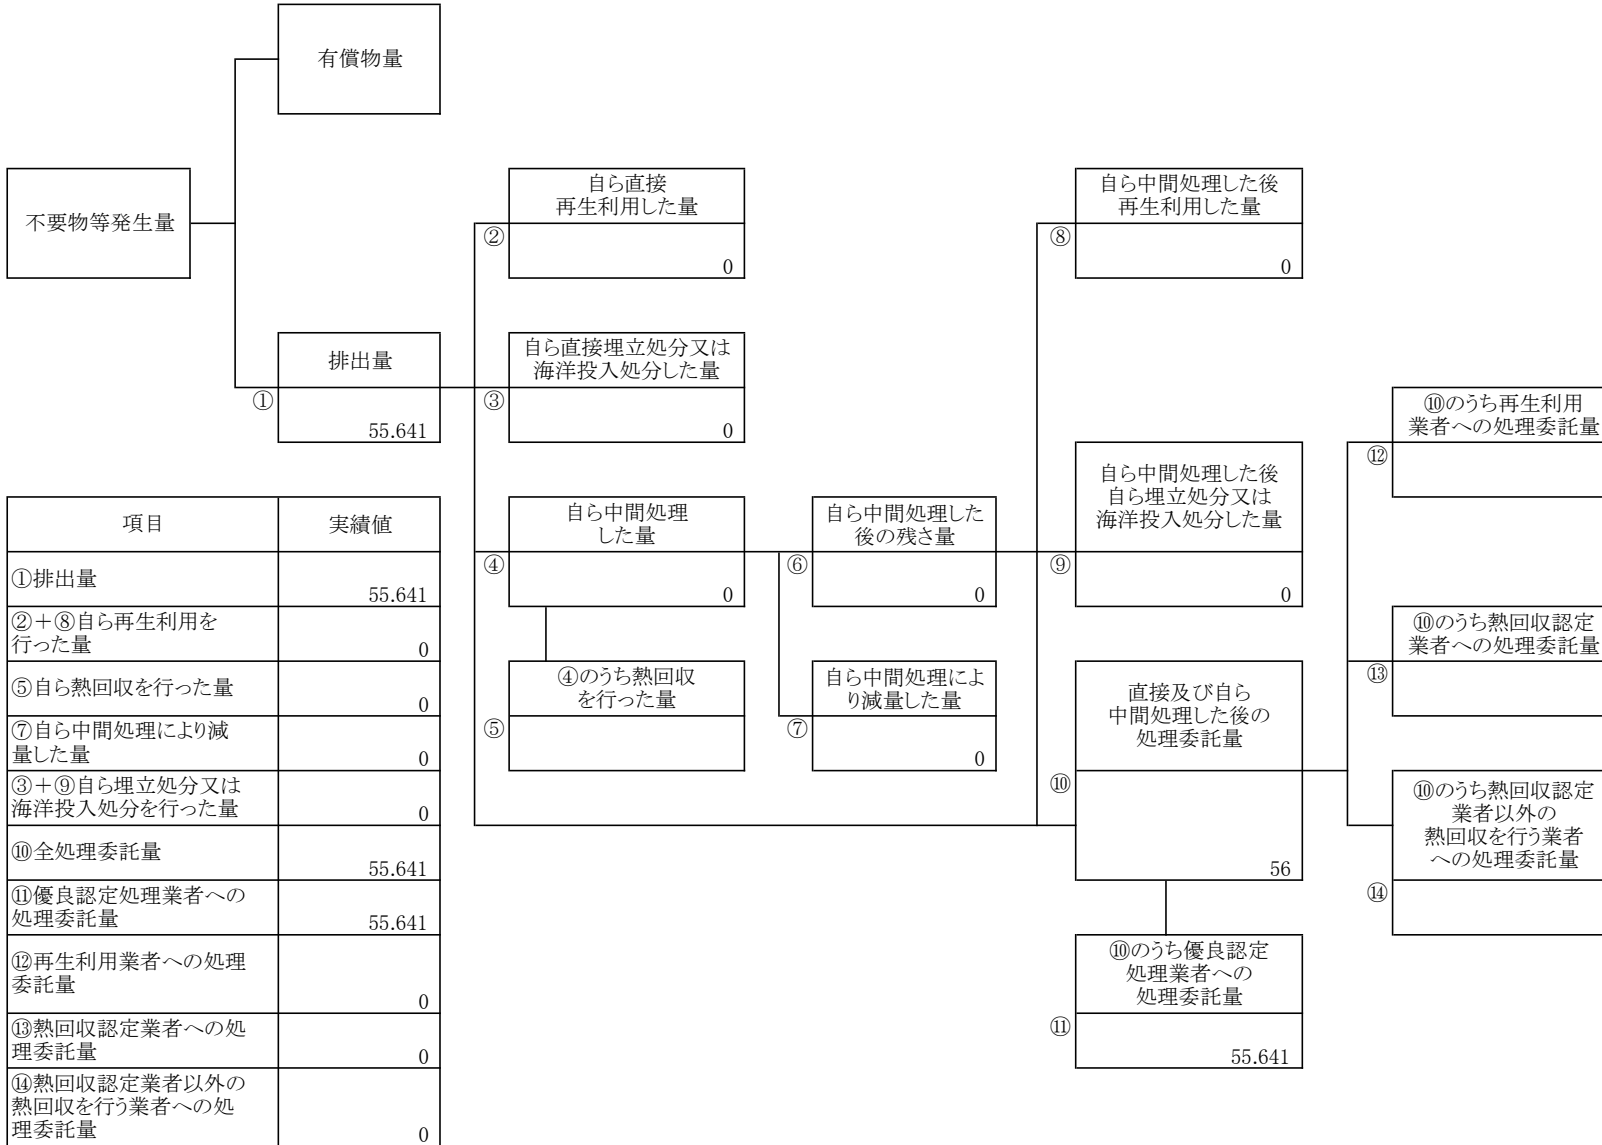 有償物量
不要物等発生量
自ら直接
再生利用した量
②
0
自ら中間処理した後
再生利用した量
⑧
0
排出量
①
55.641
自ら直接埋立処分又は
海洋投入処分した量
③
0
⑩のうち再生利用
業者への処理委託量
⑫
自ら中間処理
した量
④
0
自ら中間処理した
後の残さ量
⑥
0
自ら中間処理した後
自ら埋立処分又は
海洋投入処分した量
⑨
0
⑩のうち熱回収認定
業者への処理委託量
⑬
④のうち熱回収
を行った量
⑤
自ら中間処理によ
り減量した量
⑦
0
直接及び自ら
中間処理した後の
処理委託量
⑩
56
⑩のうち熱回収認定
業者以外の
熱回収を行う業者
への処理委託量
⑭
⑩のうち優良認定
処理業者への
処理委託量
⑪
55.641
項目 実績値
①排出量
55.641
②+⑧自ら再生利用を
行った量
0
⑤自ら熱回収を行った量
0
⑦自ら中間処理により減
量した量
0
③+⑨自ら埋立処分又は
海洋投入処分を行った量
0
⑩全処理委託量
55.641
⑪優良認定処理業者への
処理委託量
55.641
⑫再生利用業者への処理
委託量
0
⑬熱回収認定業者への処
理委託量
0
⑭熱回収認定業者以外の
熱回収を行う業者への処
理委託量
0